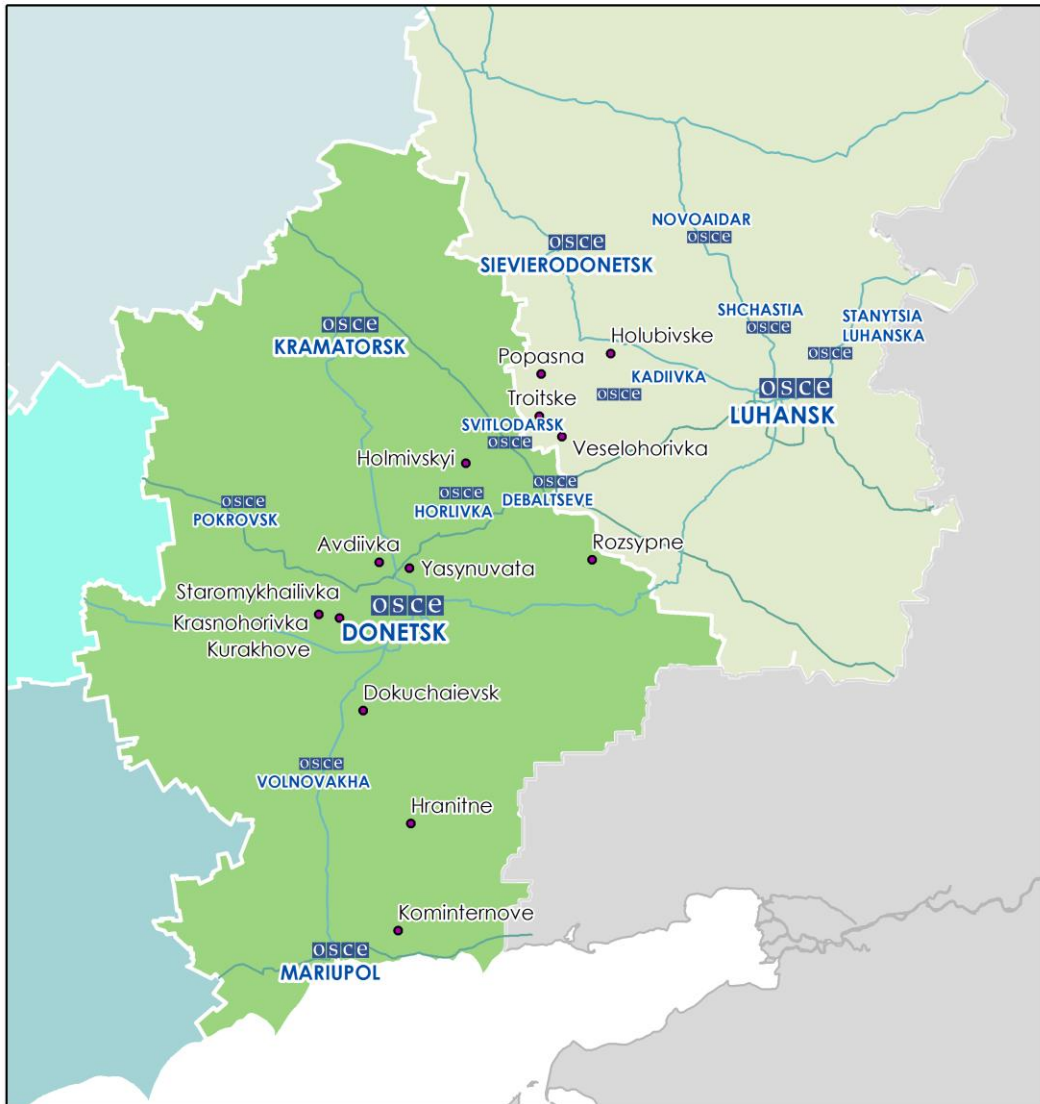 NOVOAIDAR
osce
osce
SIEVIERODONETSK
SHCHASTIA
osce
STANYTSIA
LUHANSKA
osce
osce
KRAMATORSK
Holubivske
Popasna
KADIIVKA
osce
osce
LUHANSK
Troitske
SVITLODARSK
osce
Veselohorivka
Holmivskyi
osce
DEBALTSEVE
osce
HORLIVKA
osce
POKROVSK
Avdiivka
Yasynuvata
Rozsypne
Staromykhailivka
Krasnohorivka
Kurakhove
osce
DONETSK
Dokuchaievsk
osce
VOLNOVAKHA
Hranitne
Kominternove
osce
MARIUPOL